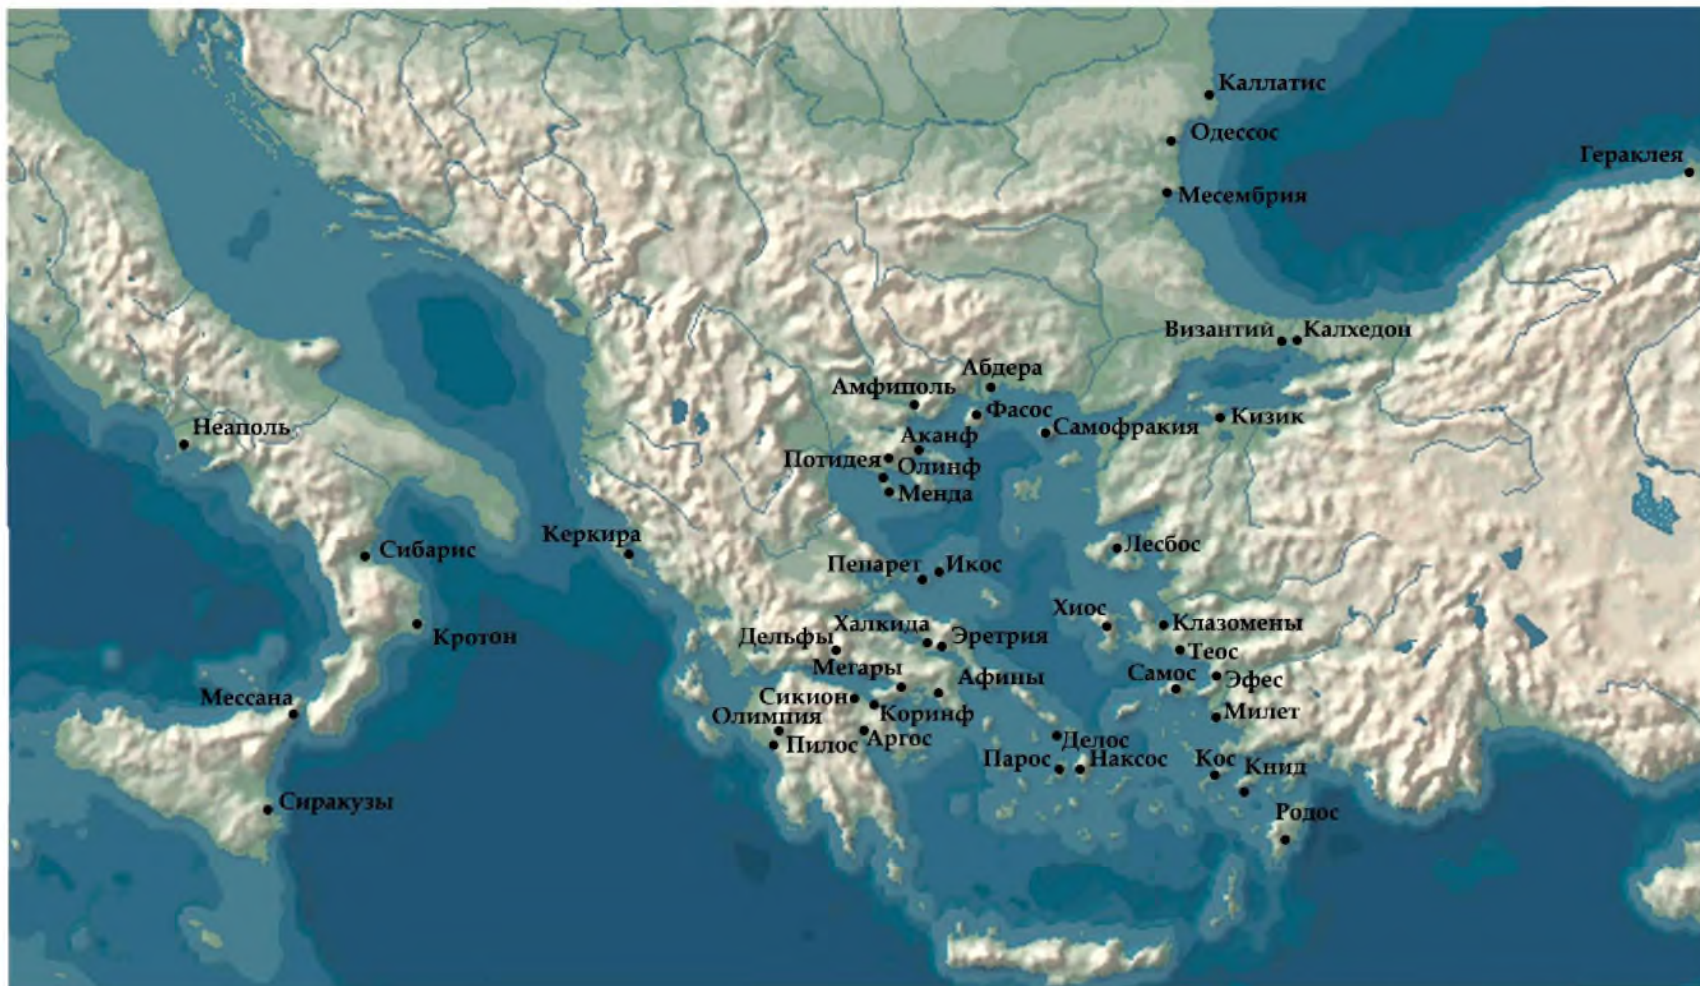 Каллатис
Одессос
Гераклея
Месембрия
Византий
Калхедон
Абдера
Амфиполь
Фасос
Кизик
Неаполь
Самофракия
Аканф
Потидея
Олинф
Менда
Керкира
Сибарис
Лесбос
Пепарет
Икос
Хиос
Клазомены
Халкида
Кротон
Дельфы
Эретрия
Теос
Мегары
Самос
Эфес
Афины
Мессана
Сикион
Коринф
Милет
Олимпия
Пилос
Аргос
Делос
Парос
Наксос
Кос
Книд
Сиракузы
Родос